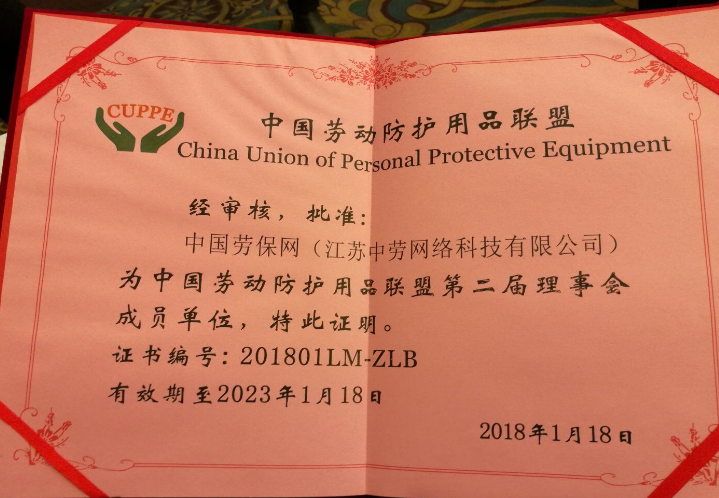 CUPPE
中国劳动防护用品联盟
China Union of Personal Protective Equipment
经审核，批准：
中国劳保网（江苏中劳网络科技有限公司）
为中国劳动防护用品联盟第二届理事会
成员单位，特此证明。
证书编号：201801LM-ZLB
有效期至2023年1月18日
2018年1月18日